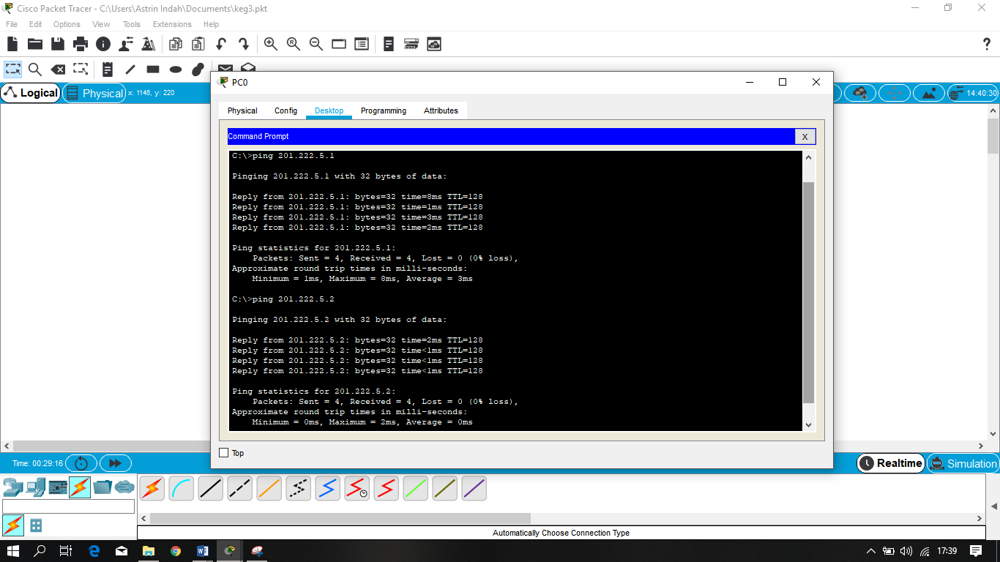 Cisco Packet Tracer - C:\Users\Astrin Indah\Documents\keg3.pkt
File Edit Options View Tools Extensions Help
?
Logical Physical x: 1146, y: 220 14:40:30
PC0
Physical Config Desktop Programming Attributes
Command Prompt X
C:\>ping 201.222.5.1
Pinging 201.222.5.1 with 32 bytes of data:
Reply from 201.222.5.1: bytes=32 time=8ms TTL=128
Reply from 201.222.5.1: bytes=32 time=1ms TTL=128
Reply from 201.222.5.1: bytes=32 time=3ms TTL=128
Reply from 201.222.5.1: bytes=32 time=2ms TTL=128
Ping statistics for 201.222.5.1:
Packets: Sent = 4, Received = 4, Lost = 0 (0% loss),
Approximate round trip times in milli-seconds:
Minimum = 1ms, Maximum = 8ms, Average = 3ms
C:\>ping 201.222.5.2
Pinging 201.222.5.2 with 32 bytes of data:
Reply from 201.222.5.2: bytes=32 time=2ms TTL=128
Reply from 201.222.5.2: bytes=32 time<1ms TTL=128
Reply from 201.222.5.2: bytes=32 time<1ms TTL=128
Reply from 201.222.5.2: bytes=32 time<1ms TTL=128
Ping statistics for 201.222.5.2:
Packets: Sent = 4, Received = 4, Lost = 0 (0% loss),
Approximate round trip times in milli-seconds:
Minimum = 0ms, Maximum = 2ms, Average = 0ms
Top
Time: 00:29:16 Realtime Simulation
Automatically Choose Connection Type
17:39